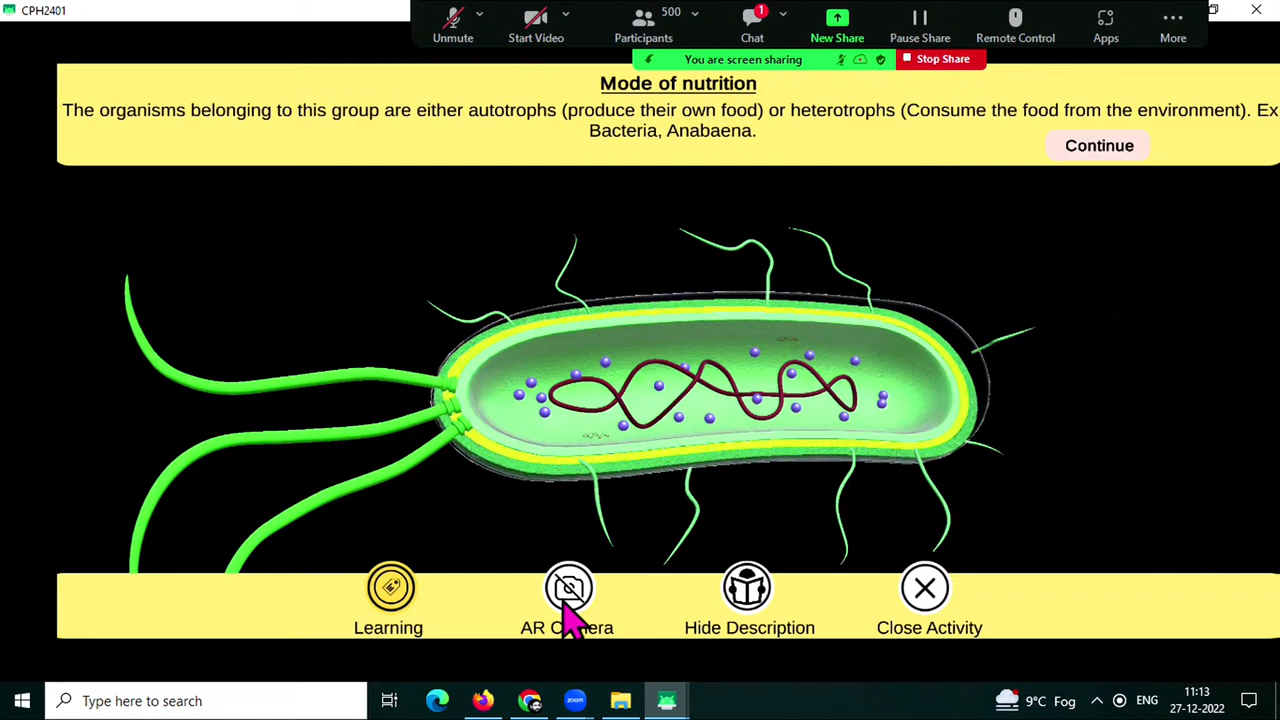 CPH2401
500
1
Unmute
Start Video
Participants
Chat
New Share
Pause Share
Remote Control
Apps
More
You are screen sharing
Stop Share
Mode of nutrition
The organisms belonging to this group are either autotrophs (produce their own food) or heterotrophs (Consume the food from the environment). Ex
Bacteria, Anabaena.
Continue
Learning
AR
Hide Description
Close Activity
Type here to search
zoom
9°C Fog
ENG
11:13
27-12-2022